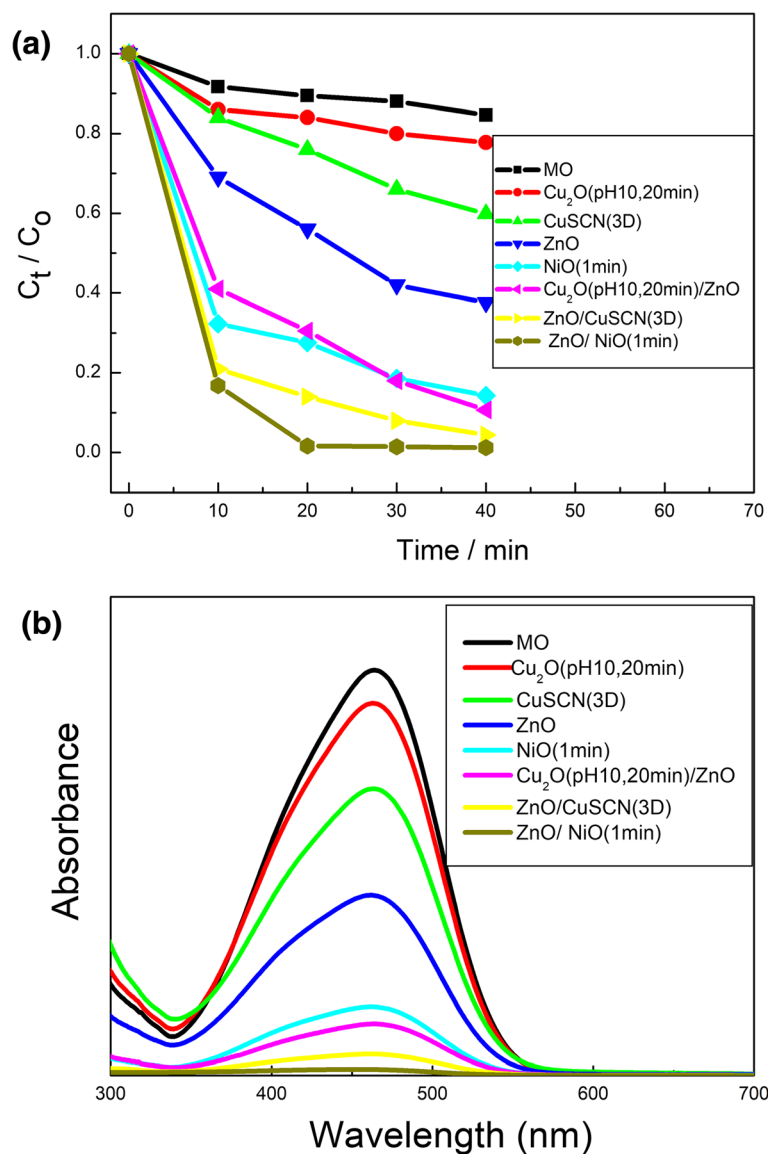 (a)
1.0
0.8
0.6
0.4
0.2
0.0
Ct / Co
MO
Cu2O(pH10,20min)
CuSCN(3D)
ZnO
NiO(1min)
Cu2O(pH10,20min)/ZnO
ZnO/CuSCN(3D)
ZnO/ NiO(1min)
0 10 20 30 40 50 60 70
Time / min
(b)
Absorbance
MO
Cu2O(pH10,20min)
CuSCN(3D)
ZnO
NiO(1min)
Cu2O(pH10,20min)/ZnO
ZnO/CuSCN(3D)
ZnO/ NiO(1min)
300 400 500 600 700
Wavelength (nm)